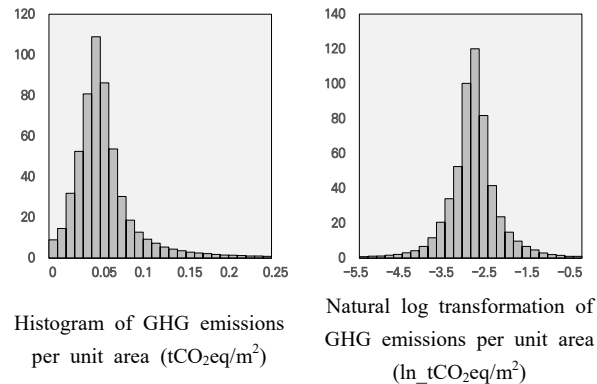 120
100
80
60
40
20
0
0 0.05 0.1 0.15 0.2 0.25
Histogram of GHG emissions
per unit area (tCO₂eq/m²)
140
120
100
80
60
40
20
0
−5.5 −4.5 −3.5 −2.5 −1.5 −0.5
Natural log transformation of
GHG emissions per unit area
(ln_tCO₂eq/m²)